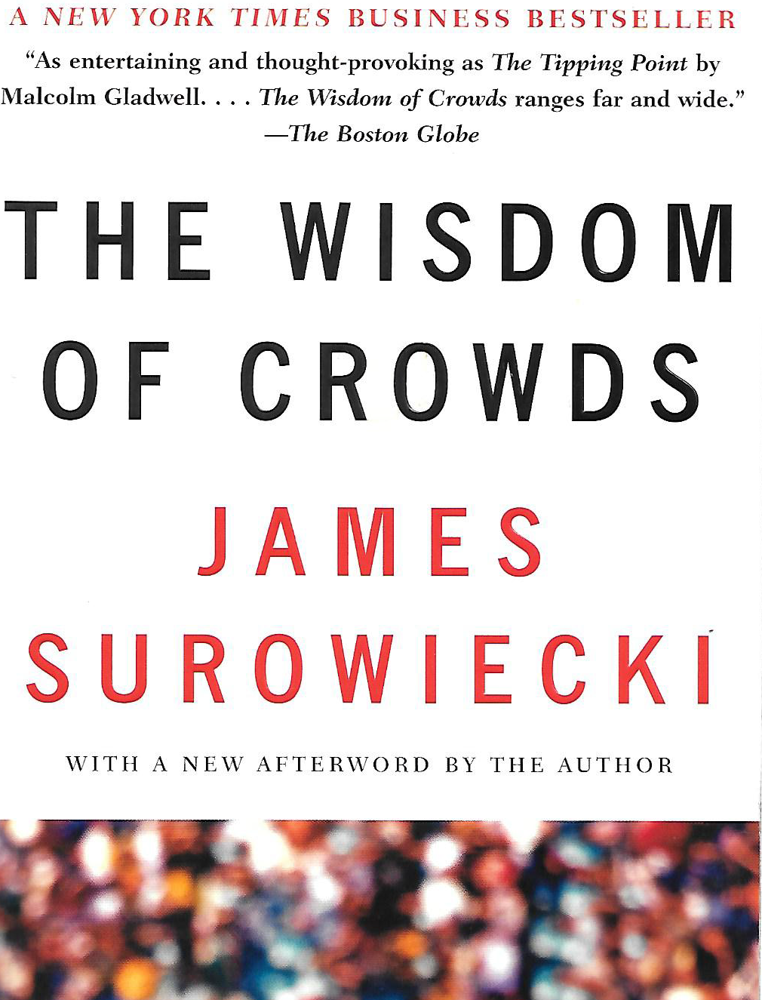 A NEW YORK TIMES BUSINESS BESTSELLER
“As entertaining and thought-provoking as The Tipping Point by
Malcolm Gladwell. . . . The Wisdom of Crowds ranges far and wide.”
—The Boston Globe
THE WISDOM
OF CROWDS
JAMES
SUROWIECKI
WITH A NEW AFTERWORD BY THE AUTHOR